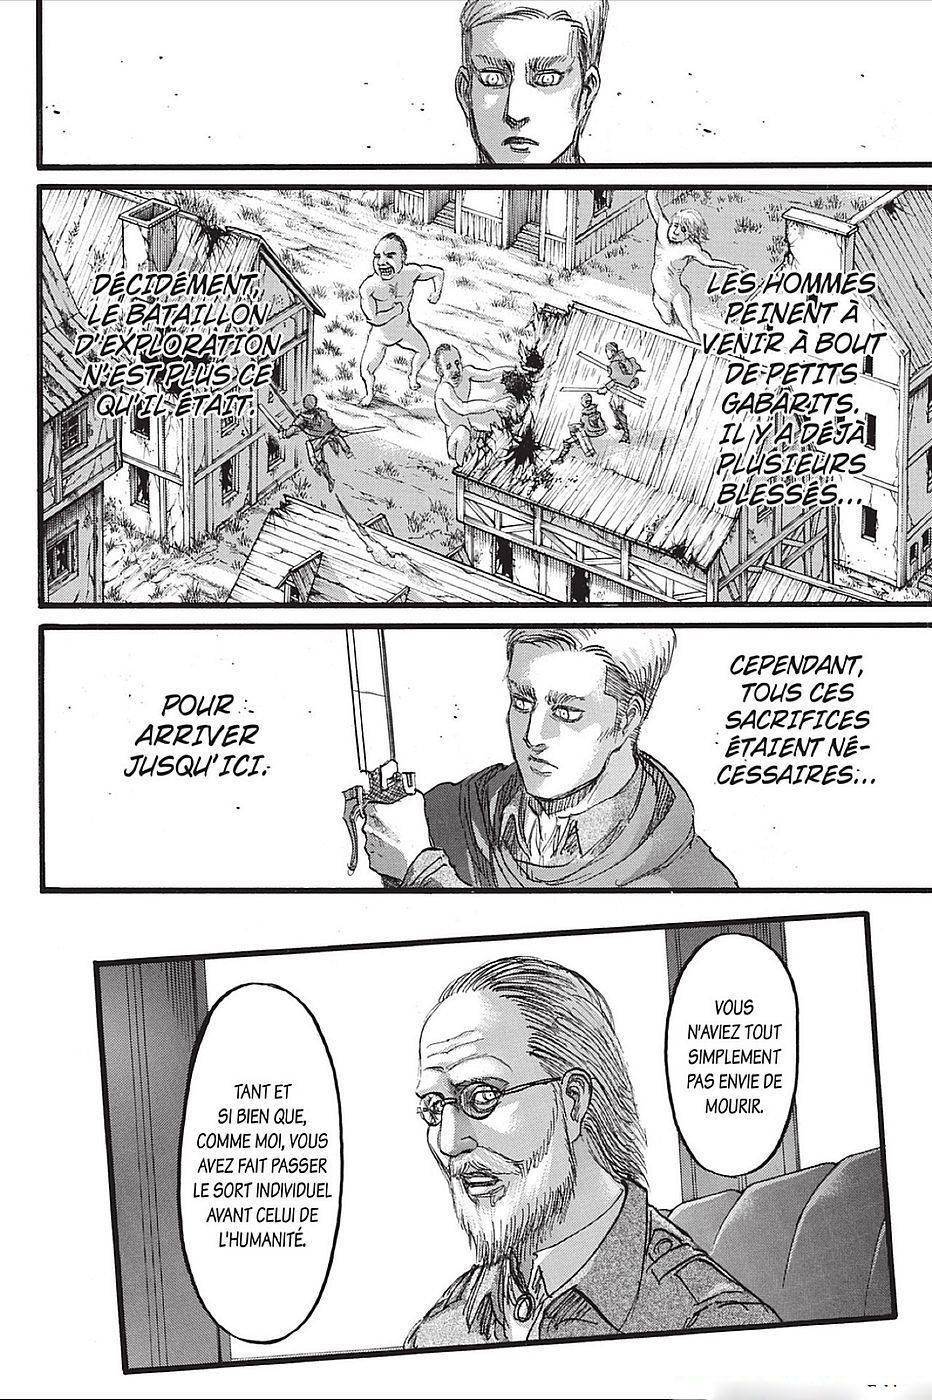 LES HOMMES
PEINENT À
VENIR À BOUT
DE PETITS
GABARITS.
IL Y A DÉJÀ
PLUSIEURS
BLESSÉS...
DÉCIDÉMENT,
LE BATAILLON
D'EXPLORATION
N'EST PLUS CE
QU'IL ÉTAIT.
CEPENDANT,
TOUS CES
SACRIFICES
ÉTAIENT NÉ-
CESSAIRES...
POUR
ARRIVER
JUSQU'ICI.
VOUS
N'AVIEZ TOUT
SIMPLEMENT
PAS ENVIE DE
MOURIR.
TANT ET
SI BIEN QUE,
COMME MOI, VOUS
AVEZ FAIT PASSER
LE SORT INDIVIDUEL
AVANT CELUI DE
L'HUMANITÉ.